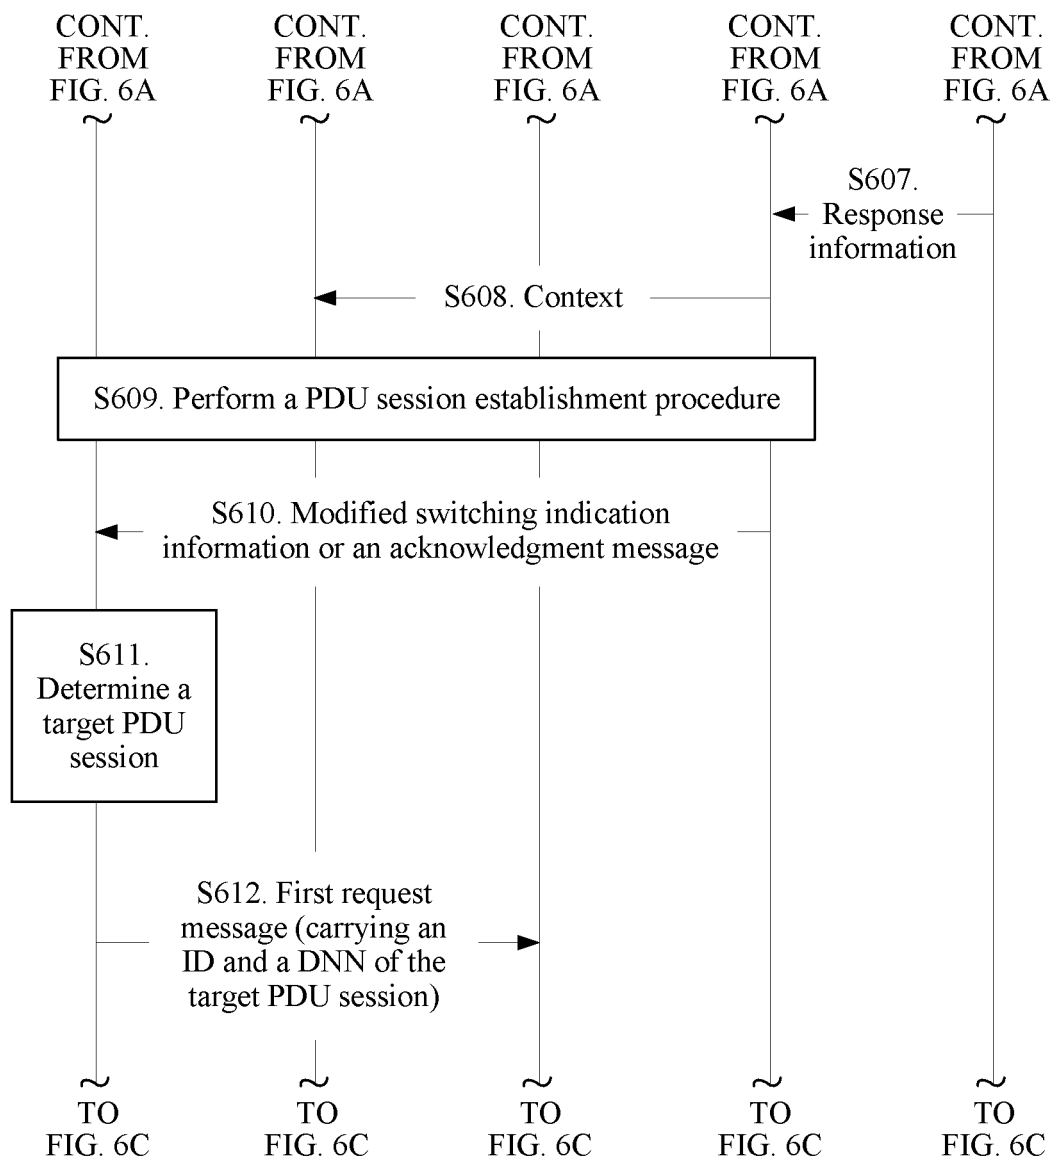 CONT.
FROM
FIG. 6A
CONT.
FROM
FIG. 6A
CONT.
FROM
FIG. 6A
CONT.
FROM
FIG. 6A
CONT.
FROM
FIG. 6A
S607.
Response
information
S608. Context
S609. Perform a PDU session establishment procedure
S610. Modified switching indication
information or an acknowledgment message
S611.
Determine a
target PDU
session
S612. First request
message (carrying an
ID and a DNN of the
target PDU session)
TO
FIG. 6C
TO
FIG. 6C
TO
FIG. 6C
TO
FIG. 6C
TO
FIG. 6C